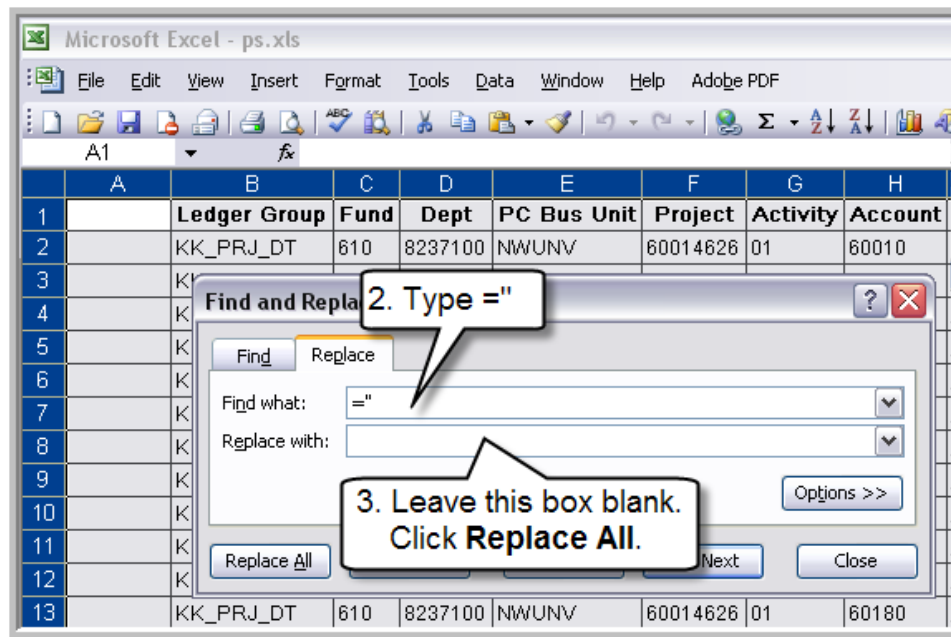 Microsoft Excel - ps.xls
File Edit View Insert Format Tools Data Window Help Adobe PDF
A1 fx
A B C D E F G H
1 Ledger Group Fund Dept PC Bus Unit Project Activity Account
2 KK_PRJ_DT 610 8237100 NWUNV 60014626 01 60010
3
Find and Repla
2. Type ="
4 K
5 K
Find Replace
6 K
Find what: ="
7 K
8 K
Replace with:
9 K
3. Leave this box blank.
Click Replace All.
Options >>
10 K
11 K
Replace All Next Close
12 K
13 KK_PRJ_DT 610 8237100 NWUNV 60014626 01 60180